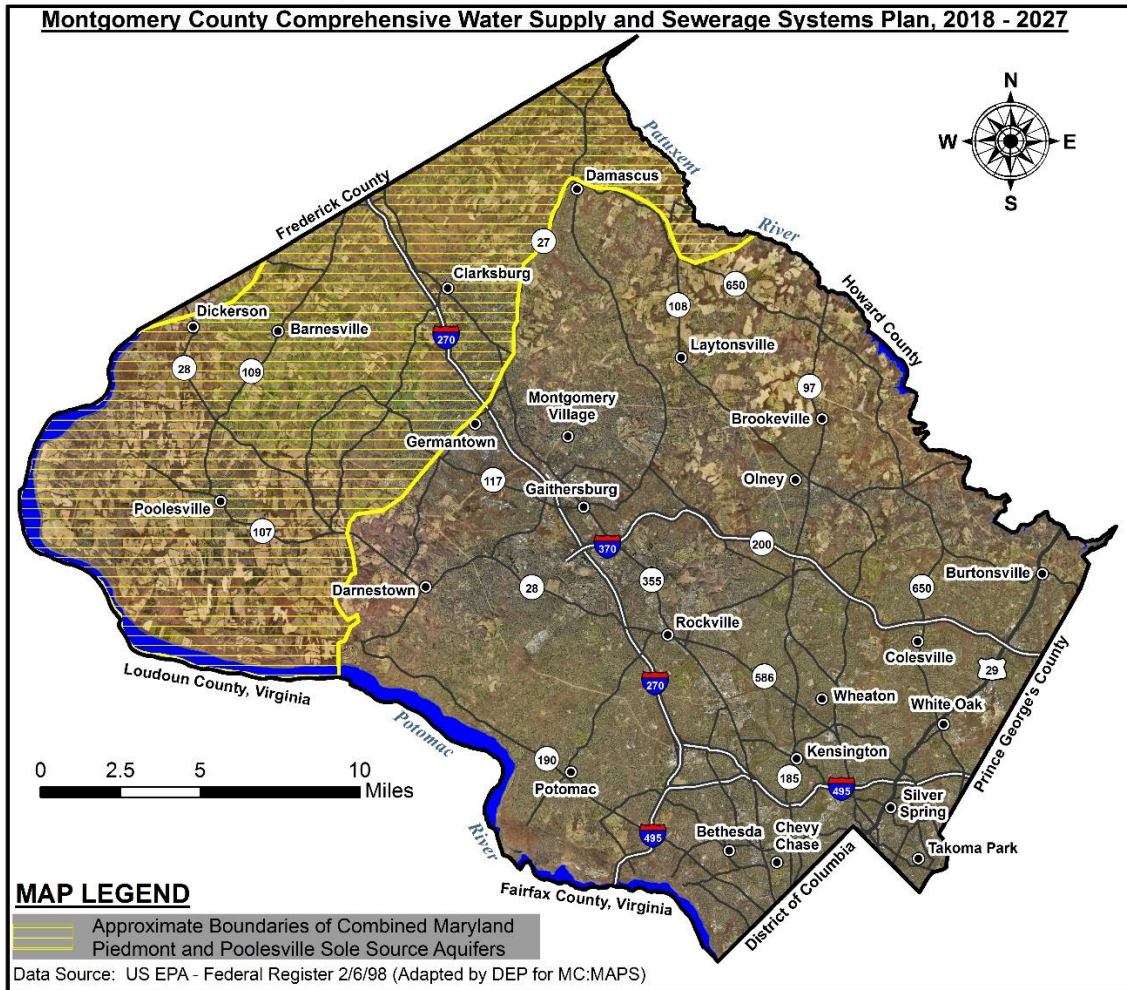 Montgomery County Comprehensive Water Supply and Sewerage Systems Plan, 2018 - 2027
N
W
E
S
Patuxent
River
Damascus
Frederick County
27
Clarksburg
650
Howard County
108
Dickerson
Barnesville
270
Laytonsville
28
109
97
Montgomery
Village
Brookeville
Germantown
117
Gaithersburg
Olney
Poolesville
107
200
370
Burtonsville
Darnestown
28
355
650
Rockville
Colesville
Loudoun County, Virginia
270
586
29
Prince George's County
Wheaton
White Oak
Potomac
River
190
Potomac
Kensington
185
495
Silver
Spring
0
2.5
5
10
Miles
495
Bethesda
Chevy
Chase
Takoma Park
District of Columbia
Fairfax County, Virginia
MAP LEGEND
Approximate Boundaries of Combined Maryland
Piedmont and Poolesville Sole Source Aquifers
Data Source: US EPA - Federal Register 2/6/98 (Adapted by DEP for MC:MAPS)